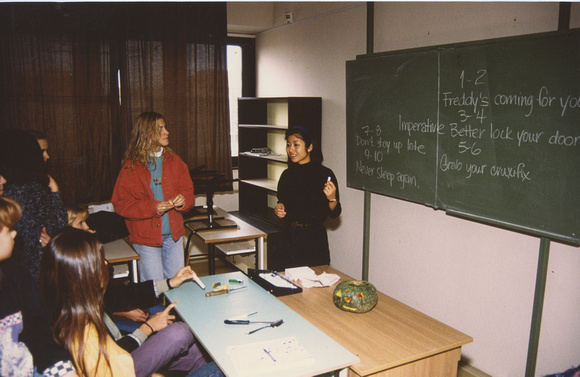 1-2
Freddy's coming for you
3-4
Imperative Better lock your door
5-6
Grab your crusifix
7-8
Don't stay up late
9-10
Never sleep again.